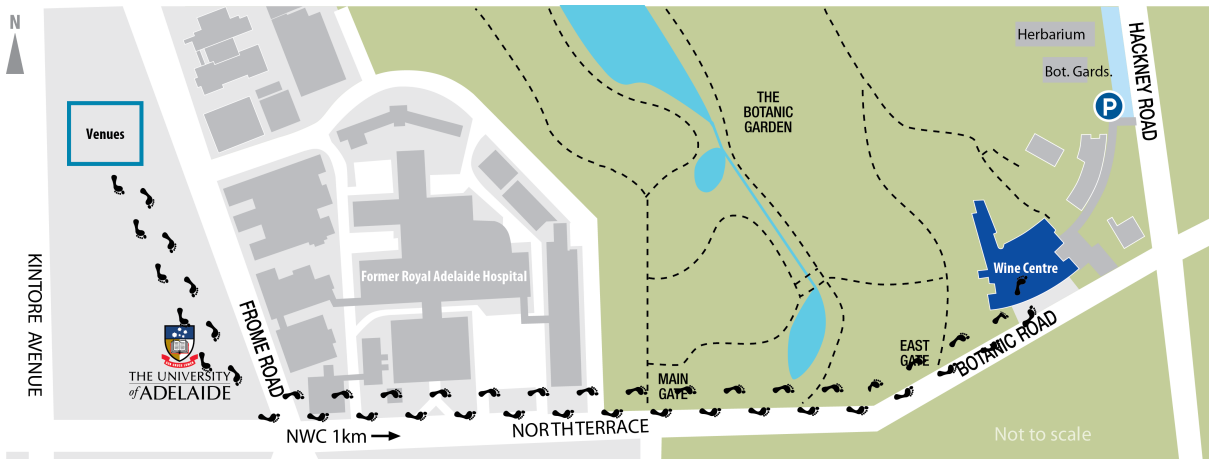 N
Herbarium
Bot. Gards.
HACKNEY ROAD
P
THE
BOTANIC
GARDEN
Venues
KINTORE AVENUE
FROME ROAD
Former Royal Adelaide Hospital
Wine Centre
THE UNIVERSITY
of ADELAIDE
MAIN
GATE
EAST
GATE
BOTANIC ROAD
NWC 1km
NORTH TERRACE
Not to scale